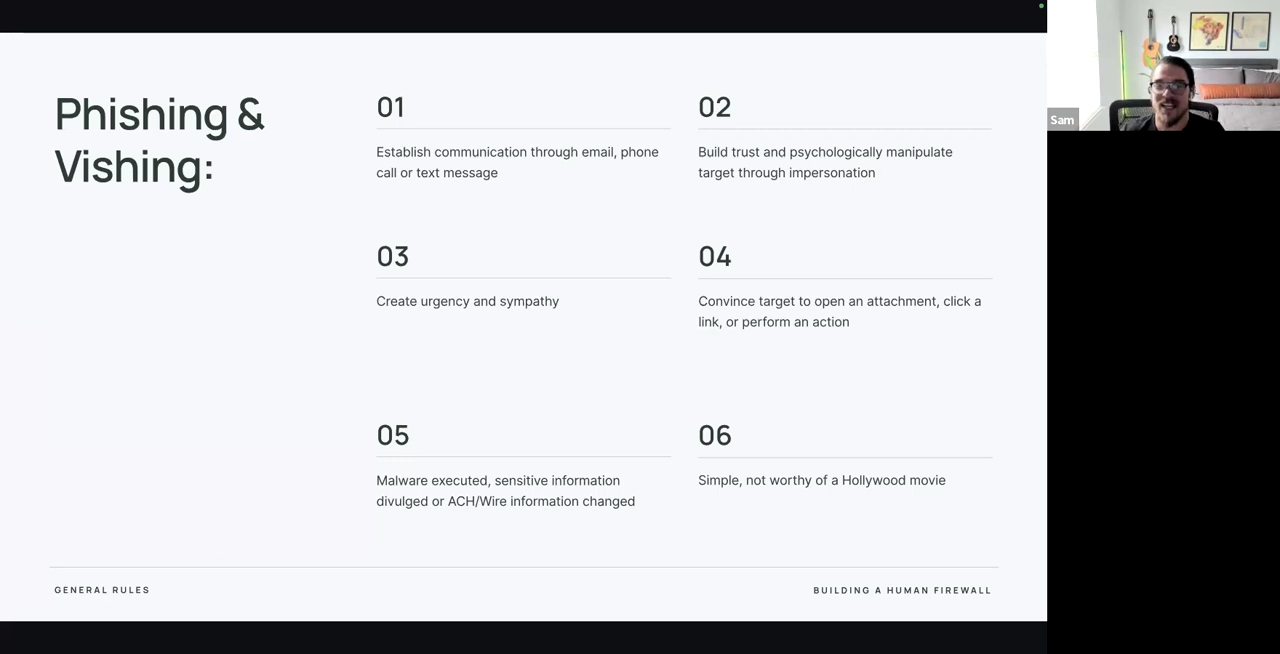 Phishing &
Vishing:
01
Establish communication through email, phone
call or text message
02
Build trust and psychologically manipulate
target through impersonation
03
Create urgency and sympathy
04
Convince target to open an attachment, click a
link, or perform an action
05
Malware executed, sensitive information
divulged or ACH/Wire information changed
06
Simple, not worthy of a Hollywood movie
GENERAL RULES
BUILDING A HUMAN FIREWALL
Sam